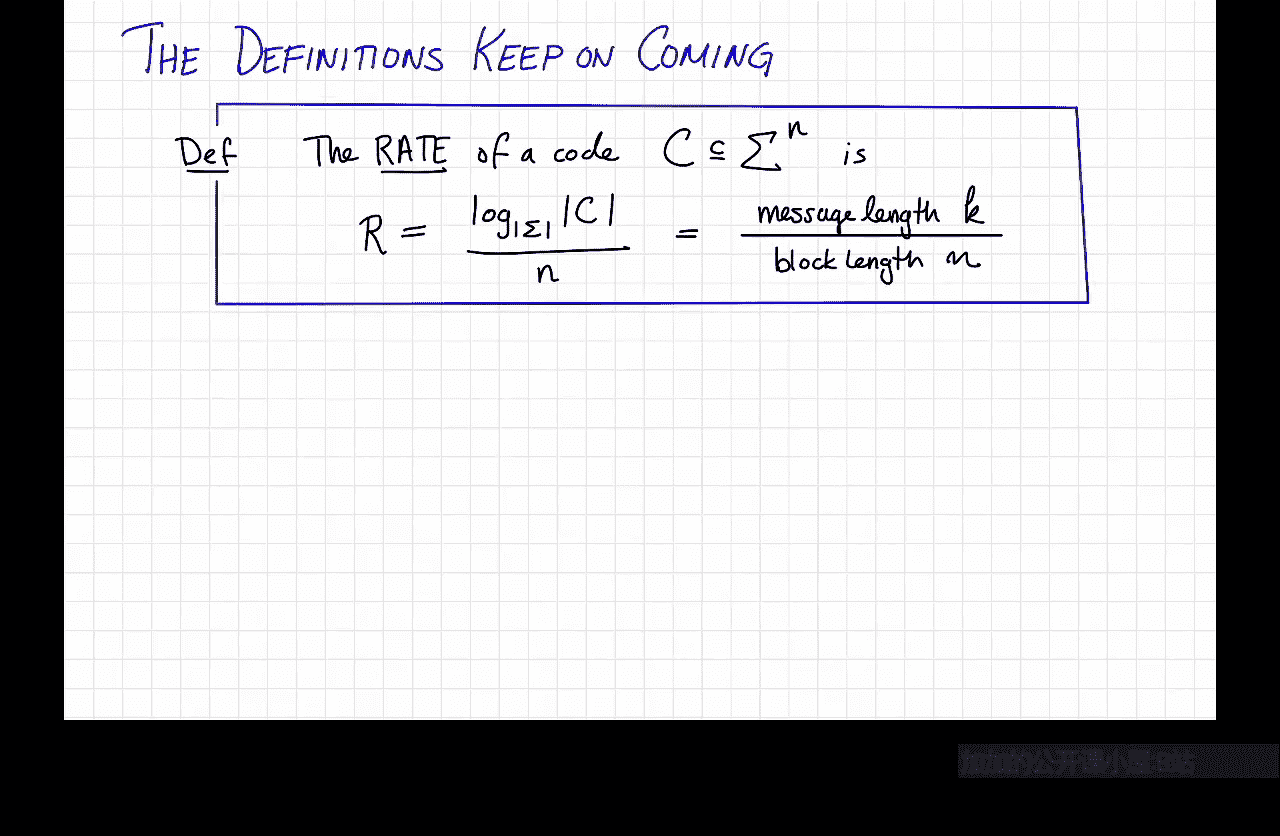 THE DEFINITIONS KEEP ON COMING
Def The RATE of a code C ⊆ Σ^n is
R = log_{|Σ|} |C| / n = message length k / block length n